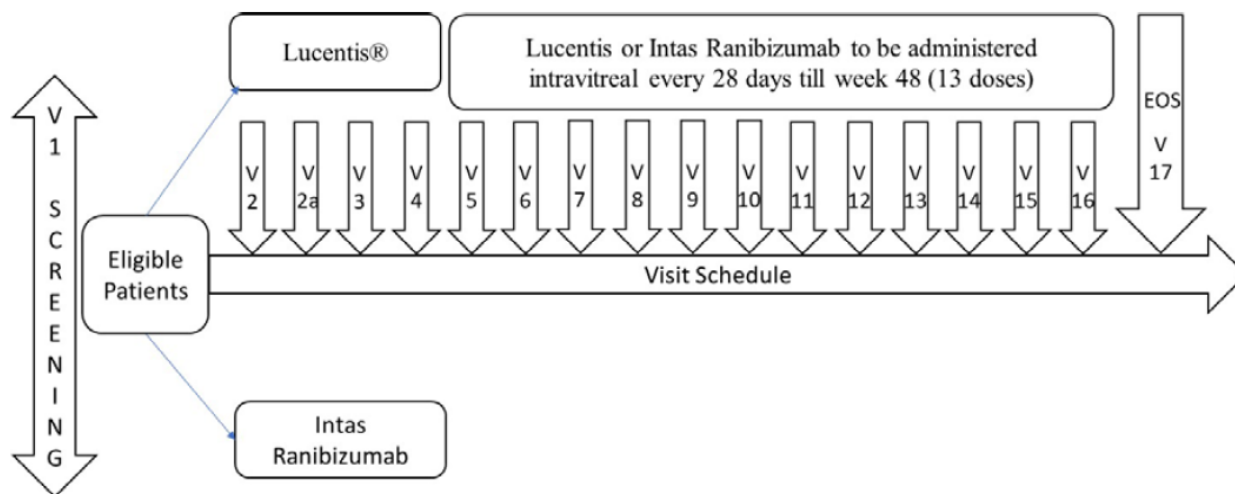 Lucentis®
Lucentis or Intas Ranibizumab to be administered
intravitreal every 28 days till week 48 (13 doses)
EOS
V
17
V
1
S
C
R
E
E
N
I
N
G
V
2
V
2a
V
3
V
4
V
5
V
6
V
7
V
8
V
9
V
10
V
11
V
12
V
13
V
14
V
15
V
16
Eligible
Patients
Visit Schedule
Intas
Ranibizumab